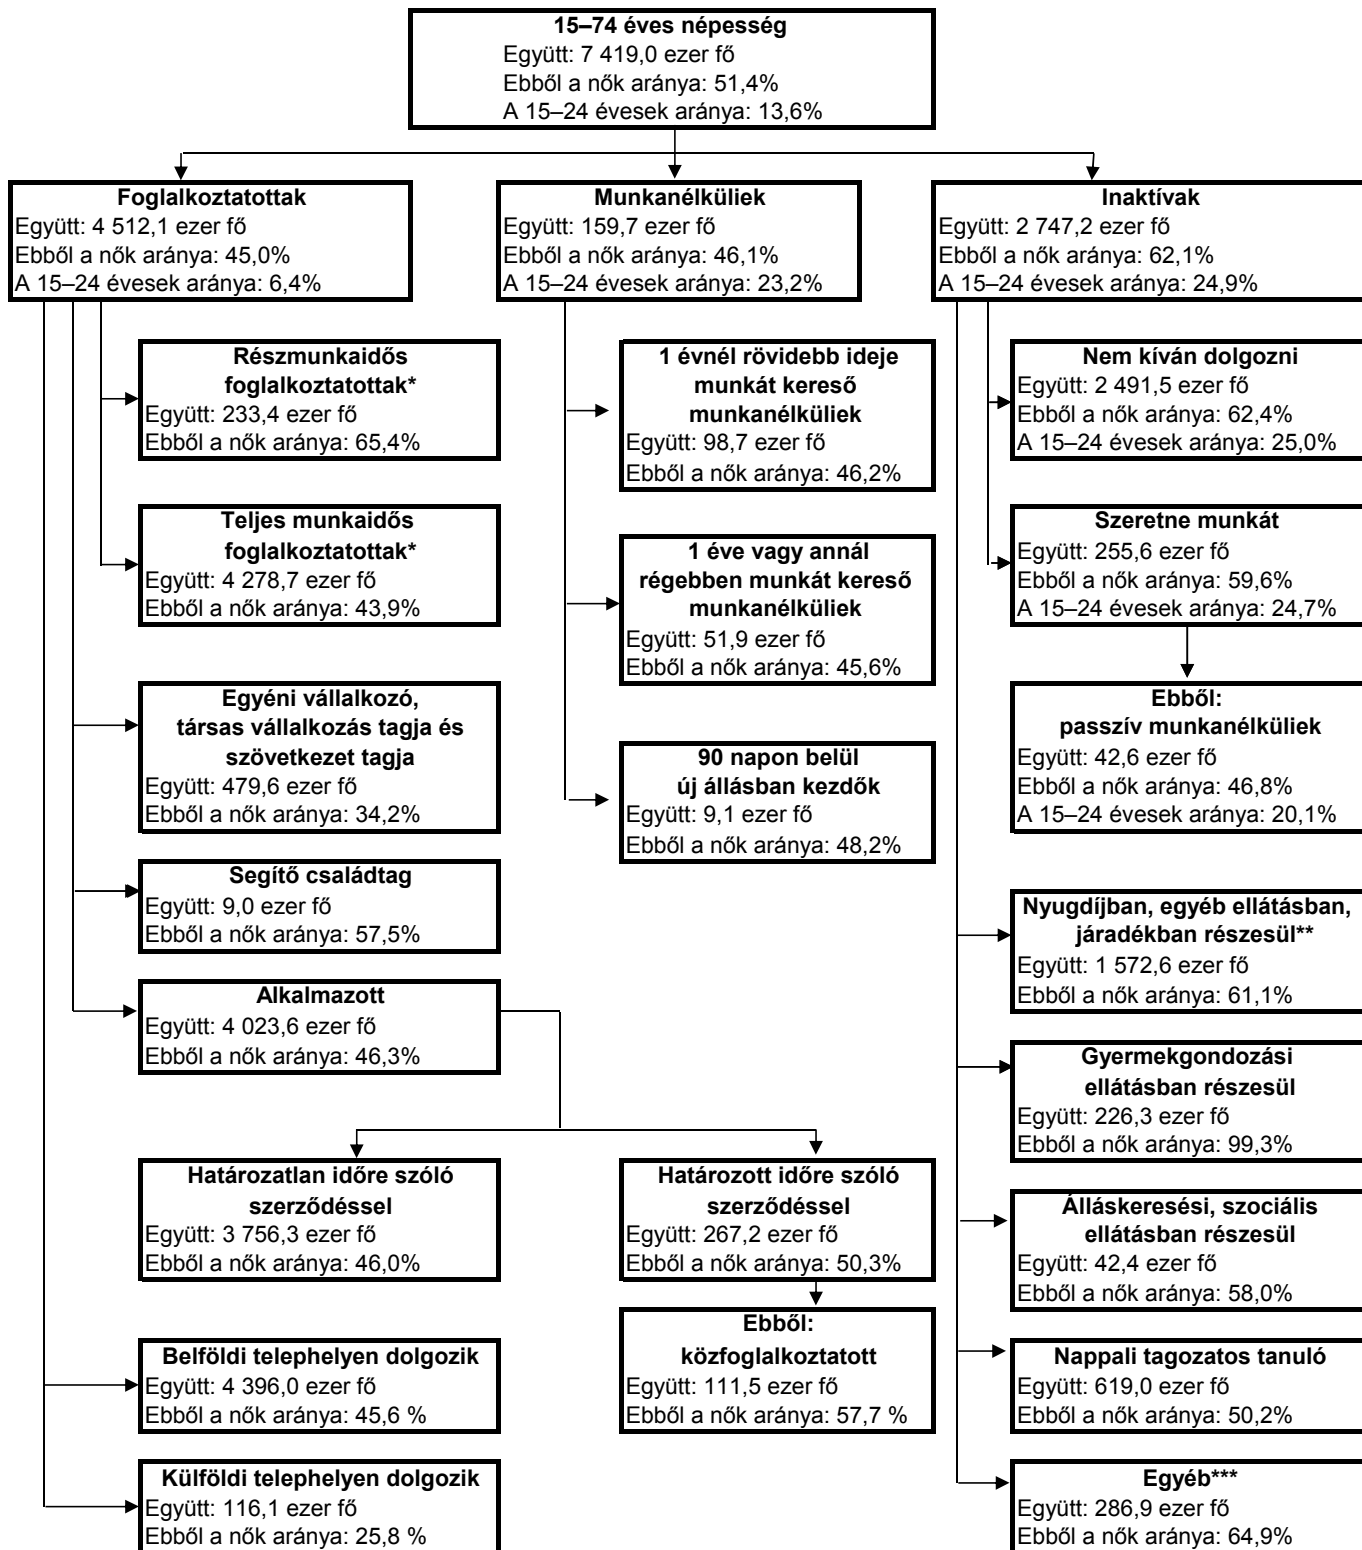 15–74 éves népesség
Együtt: 7 419,0 ezer fő
Ebből a nők aránya: 51,4%
A 15–24 évesek aránya: 13,6%
Foglalkoztatottak
Együtt: 4 512,1 ezer fő
Ebből a nők aránya: 45,0%
A 15–24 évesek aránya: 6,4%
Részmunkaidős
foglalkoztatottak*
Együtt: 233,4 ezer fő
Ebből a nők aránya: 65,4%
Teljes munkaidős
foglalkoztatottak*
Együtt: 4 278,7 ezer fő
Ebből a nők aránya: 43,9%
Egyéni vállalkozó,
társas vállalkozás tagja és
szövetkezet tagja
Együtt: 479,6 ezer fő
Ebből a nők aránya: 34,2%
Segítő családtag
Együtt: 9,0 ezer fő
Ebből a nők aránya: 57,5%
Alkalmazott
Együtt: 4 023,6 ezer fő
Ebből a nők aránya: 46,3%
Határozatlan időre szóló
szerződéssel
Együtt: 3 756,3 ezer fő
Ebből a nők aránya: 46,0%
Belföldi telephelyen dolgozik
Együtt: 4 396,0 ezer fő
Ebből a nők aránya: 45,6 %
Külföldi telephelyen dolgozik
Együtt: 116,1 ezer fő
Ebből a nők aránya: 25,8 %
Munkanélküliek
Együtt: 159,7 ezer fő
Ebből a nők aránya: 46,1%
A 15–24 évesek aránya: 23,2%
1 évnél rövidebb ideje
munkát kereső
munkanélküliek
Együtt: 98,7 ezer fő
Ebből a nők aránya: 46,2%
1 éve vagy annál
régebben munkát kereső
munkanélküliek
Együtt: 51,9 ezer fő
Ebből a nők aránya: 45,6%
90 napon belül
új állásban kezdők
Együtt: 9,1 ezer fő
Ebből a nők aránya: 48,2%
Határozott időre szóló
szerződéssel
Együtt: 267,2 ezer fő
Ebből a nők aránya: 50,3%
Ebből:
közfoglalkoztatott
Együtt: 111,5 ezer fő
Ebből a nők aránya: 57,7 %
Inaktívak
Együtt: 2 747,2 ezer fő
Ebből a nők aránya: 62,1%
A 15–24 évesek aránya: 24,9%
Nem kíván dolgozni
Együtt: 2 491,5 ezer fő
Ebből a nők aránya: 62,4%
A 15–24 évesek aránya: 25,0%
Szeretne munkát
Együtt: 255,6 ezer fő
Ebből a nők aránya: 59,6%
A 15–24 évesek aránya: 24,7%
Ebből:
passzív munkanélküliek
Együtt: 42,6 ezer fő
Ebből a nők aránya: 46,8%
A 15–24 évesek aránya: 20,1%
Nyugdíjban, egyéb ellátásban,
járadékban részesül**
Együtt: 1 572,6 ezer fő
Ebből a nők aránya: 61,1%
Gyermekgondozási
ellátásban részesül
Együtt: 226,3 ezer fő
Ebből a nők aránya: 99,3%
Álláskeresési, szociális
ellátásban részesül
Együtt: 42,4 ezer fő
Ebből a nők aránya: 58,0%
Nappali tagozatos tanuló
Együtt: 619,0 ezer fő
Ebből a nők aránya: 50,2%
Egyéb***
Együtt: 286,9 ezer fő
Ebből a nők aránya: 64,9%